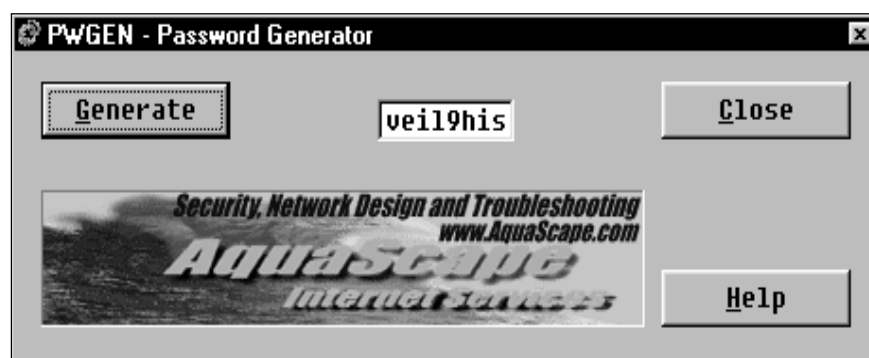 PWGEN - Password Generator
Generate
veil9his
Close
Security, Network Design and Troubleshooting
www.AquaScape.com
AquaScape
Internet Services
Help